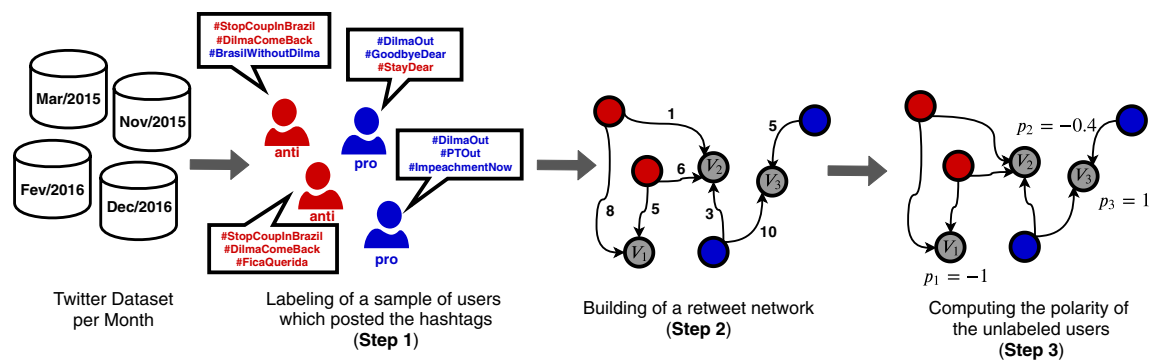 Mar/2015
Nov/2015
Fev/2016
Dec/2016
Twitter Dataset
per Month
#StopCoupInBrazil
#DilmaComeBack
#BrasilWithoutDilma
#DilmaOut
#GoodbyeDear
#StayDear
anti
pro
#DilmaOut
#PTOut
#ImpeachmentNow
anti
#StopCoupInBrazil
#DilmaComeBack
#FicaQuerida
pro
Labeling of a sample of users
which posted the hashtags
(Step 1)
1
5
6
V2
V3
8
5
3
10
V1
Building of a retweet network
(Step 2)
p2 = −0.4
V2
V3
p3 = 1
V1
p1 = −1
Computing the polarity of
the unlabeled users
(Step 3)